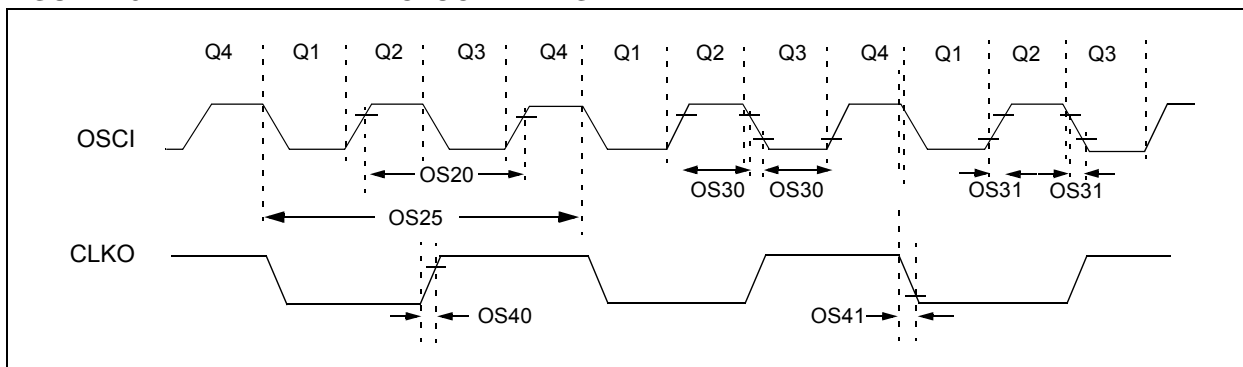 Q4 Q1 Q2 Q3 Q4 Q1 Q2 Q3 Q4 Q1 Q2 Q3
OSCI
OS20 OS30 OS30 OS31 OS31
OS25
CLKO
OS40 OS41